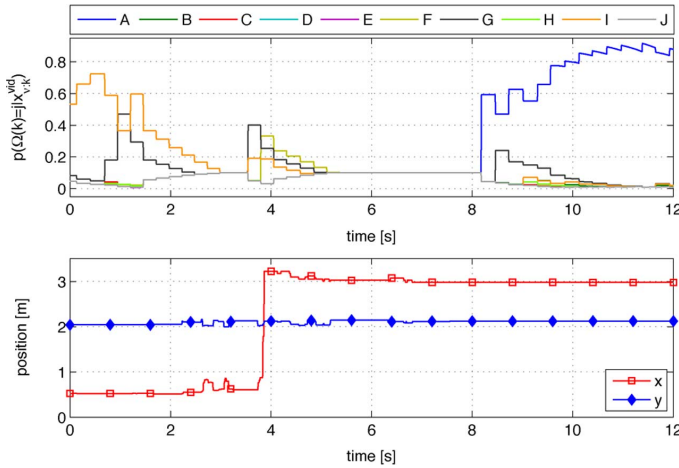 A B C D E F G H I J
p(Ω(k)=j|x^vid_v:k)
0.8
0.6
0.4
0.2
0
0 2 4 6 8 10 12
time [s]
position [m]
3
2
1
0
x
y
0 2 4 6 8 10 12
time [s]